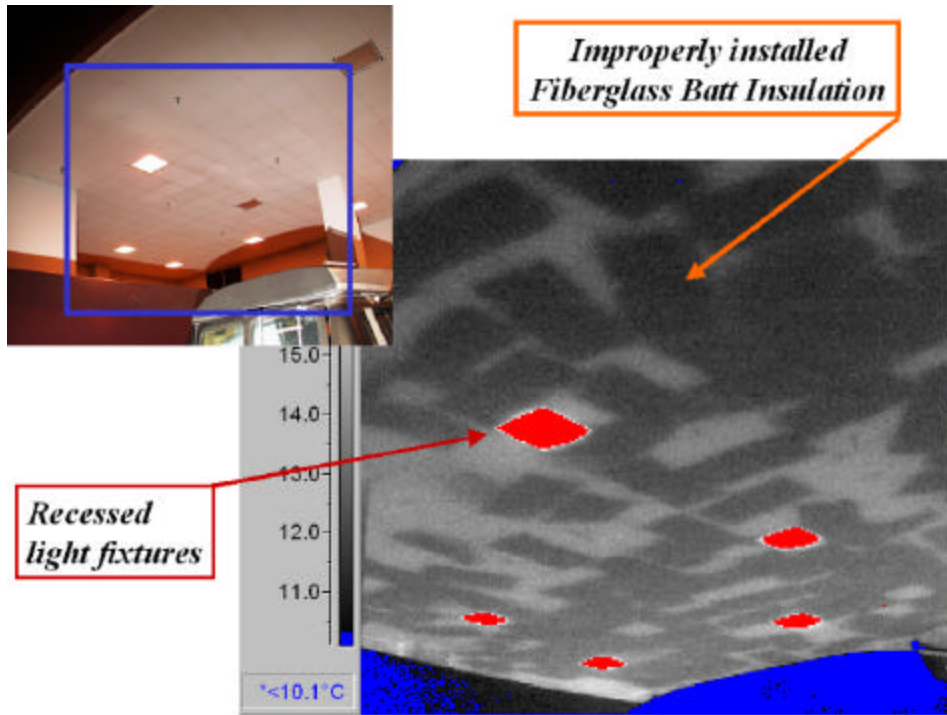 Improperly installed
Fiberglass Batt Insulation
15.0
14.0
13.0
12.0
11.0
Recessed
light fixtures
*<10.1°C